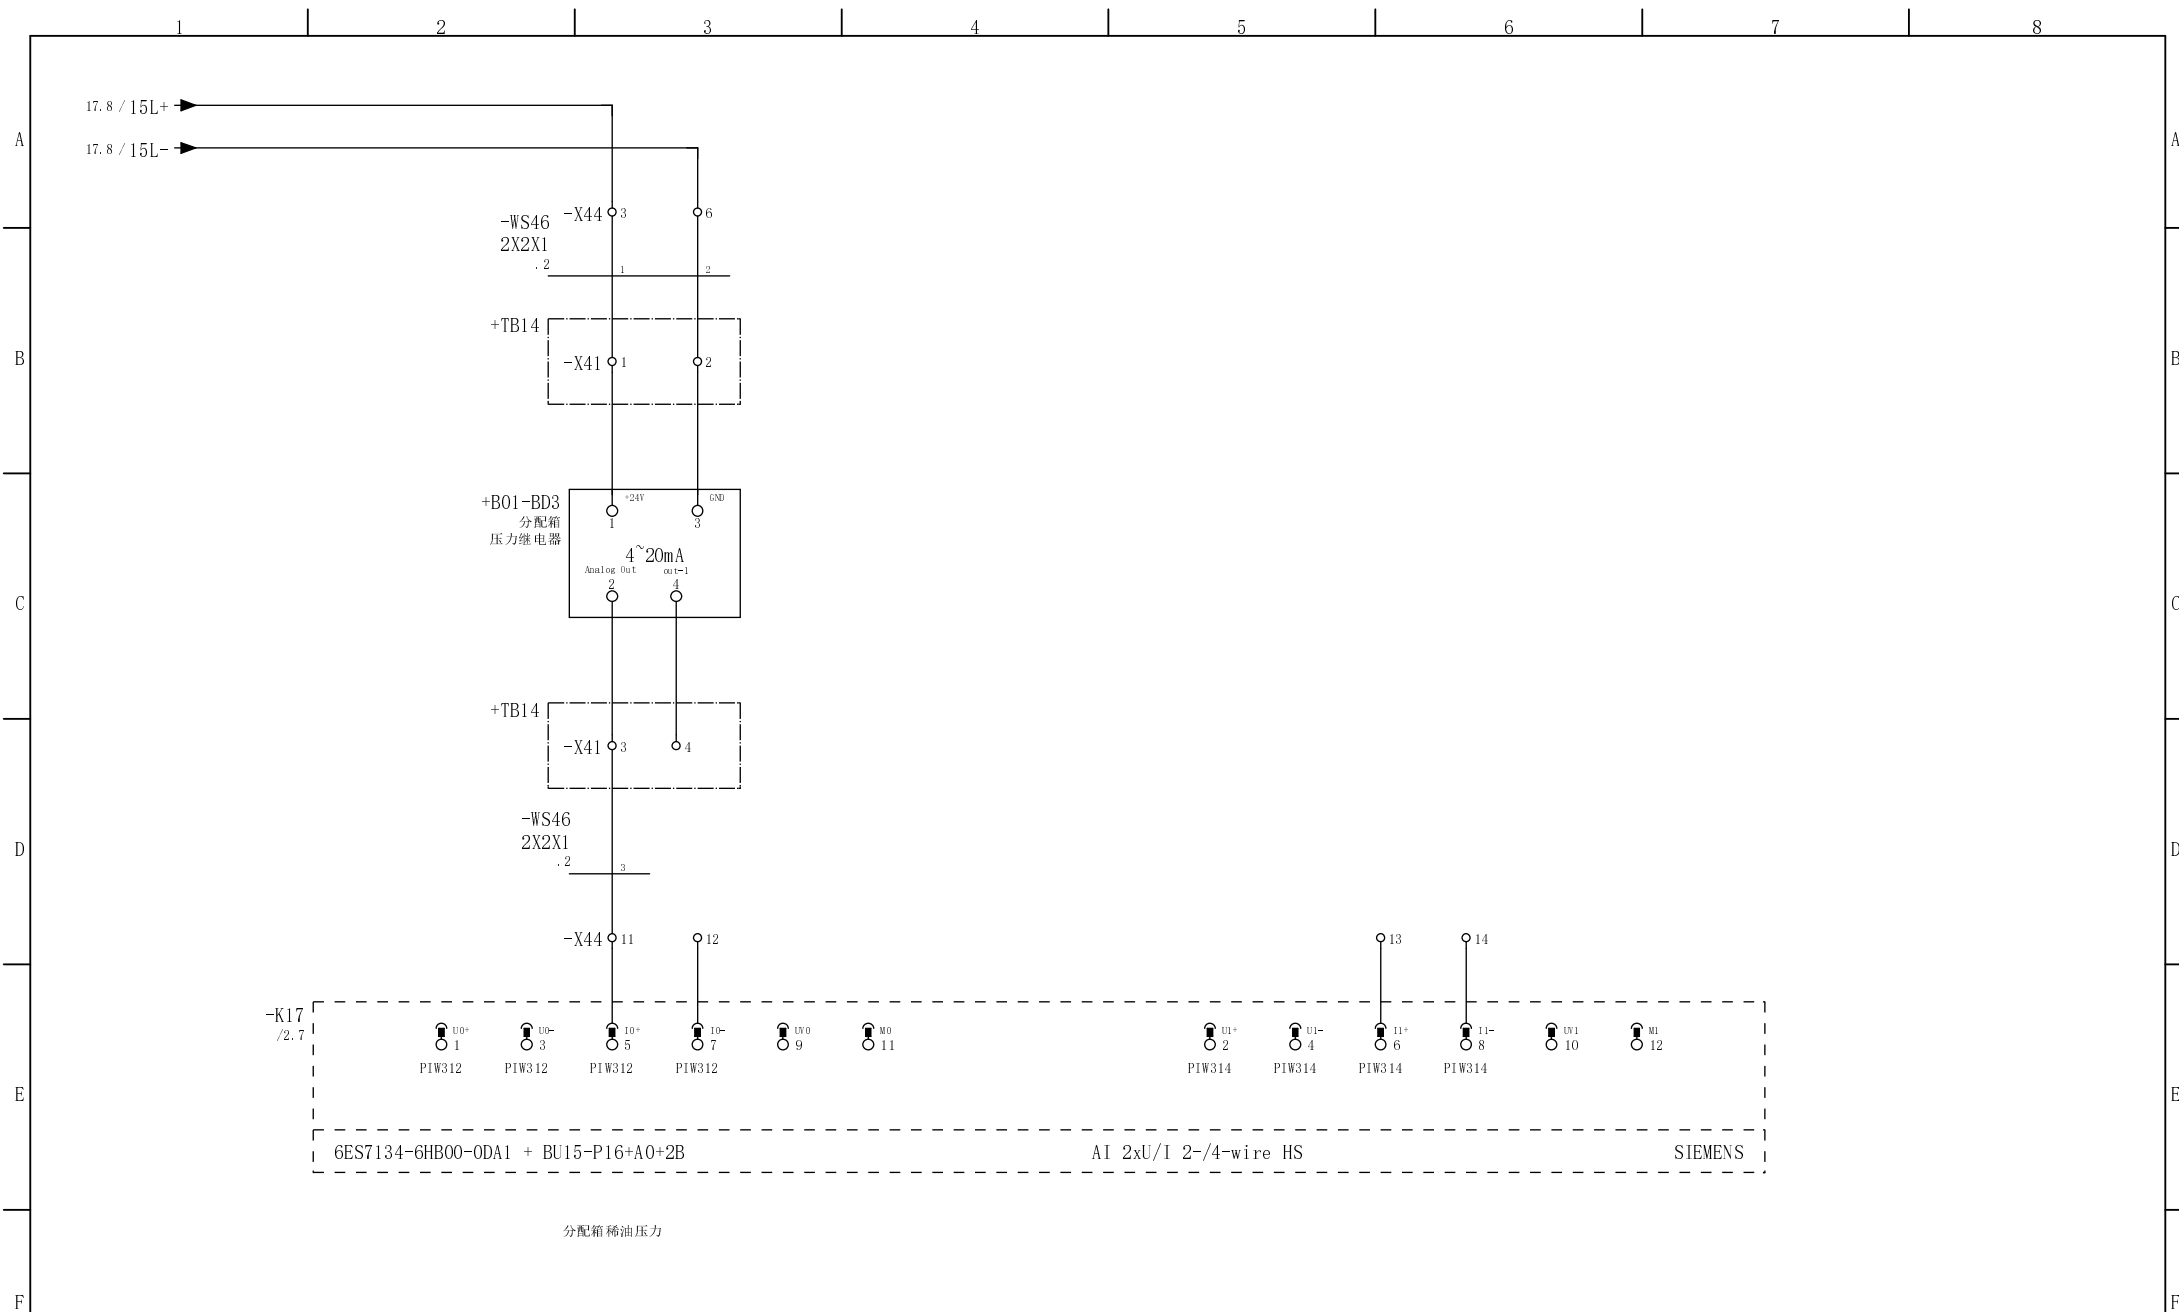 1 2 3 4 5 6 7 8
17.8 / 15L+
A A
17.8 / 15L-
-X44 3 6
-WS46
2X2X1
.2
1 2
+TB14
B B
-X41 1 2
+B01-BD3
+24V GND
分配箱
1 3
压力继电器
4~20mA
Analog Out out-1
2 4
C C
+TB14
-X41 3 4
-WS46
2X2X1
D D
.2
3
-X44 11 12 13 14
-K17
/2.7
U0+ U0- I0+ I0- UV0 M0 U1+ U1- I1+ I1- UV1 M1
1 3 5 7 9 11 2 4 6 8 10 12
PIW312 PIW312 PIW312 PIW312 PIW314 PIW314 PIW314 PIW314
E E
6ES7134-6HB00-0DA1 + BU15-P16+A0+2B AI 2xU/I 2-/4-wire HS SIEMENS
分配箱稀油压力
F F